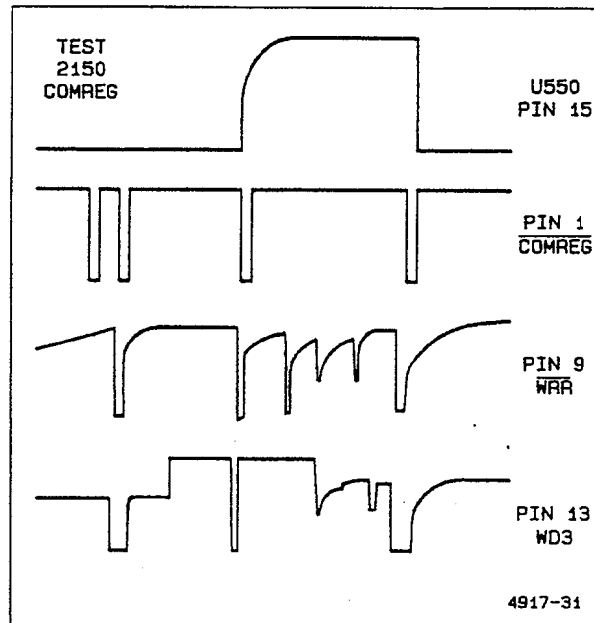 TEST
2150
COMREG
U550
PIN 15
PIN 1
COMREG
PIN 9
WRR
PIN 13
WD3
4917-31